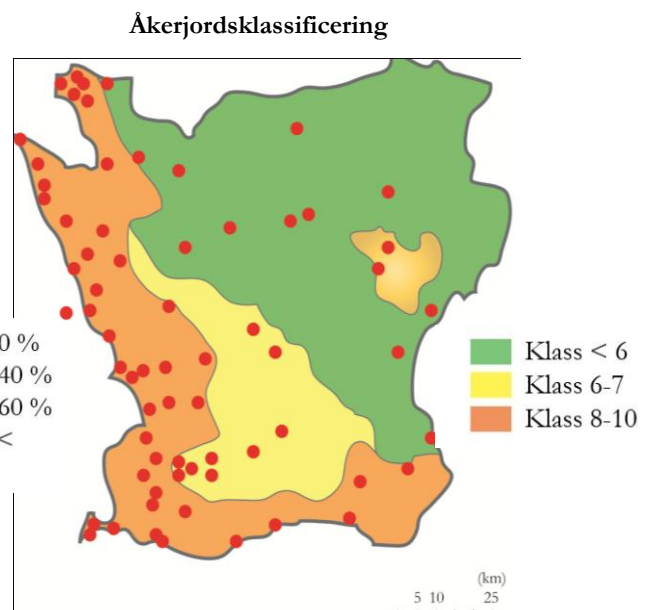 Åkerjordsklassificering
0 %
40 %
60 %
<
Klass < 6
Klass 6-7
Klass 8-10
(km)
5 10 25